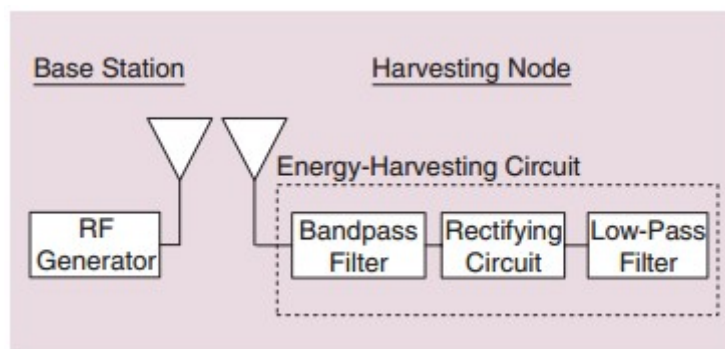 Base Station
Harvesting Node
Energy-Harvesting Circuit
RF
Generator
Bandpass
Filter
Rectifying
Circuit
Low-Pass
Filter